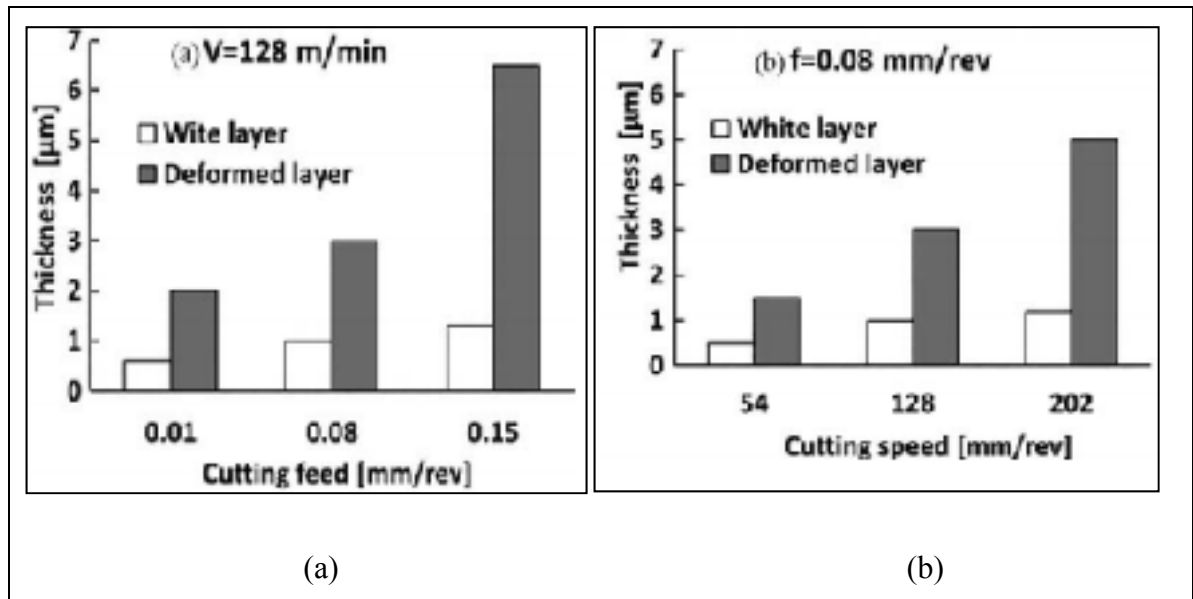 (a) V=128 m/min
Wite layer
Deformed layer
Thickness [µm]
7
6
5
4
3
2
1
0
0.01 0.08 0.15
Cutting feed [mm/rev]
(b) f=0.08 mm/rev
White layer
Deformed layer
Thickness [µm]
7
6
5
4
3
2
1
0
54 128 202
Cutting speed [mm/rev]
(a) (b)